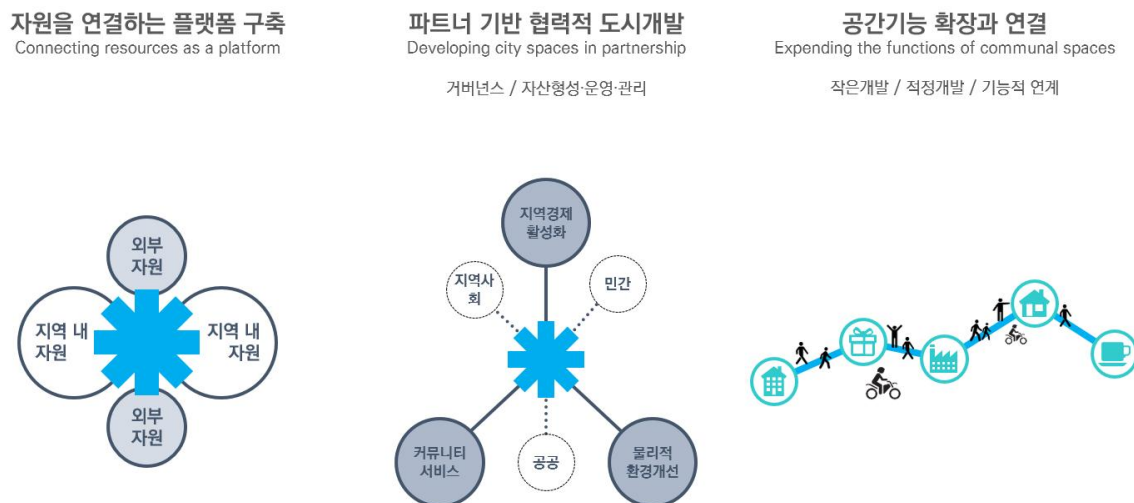 자원을 연결하는 플랫폼 구축
Connecting resources as a platform
외부
자원
지역 내
자원
지역 내
자원
외부
자원
파트너 기반 협력적 도시개발
Developing city spaces in partnership
거버넌스 / 자산형성·운영·관리
지역경제
활성화
지역사
회
민간
커뮤니티
서비스
공공
물리적
환경개선
공간기능 확장과 연결
Expending the functions of communal spaces
작은개발 / 적정개발 / 기능적 연계